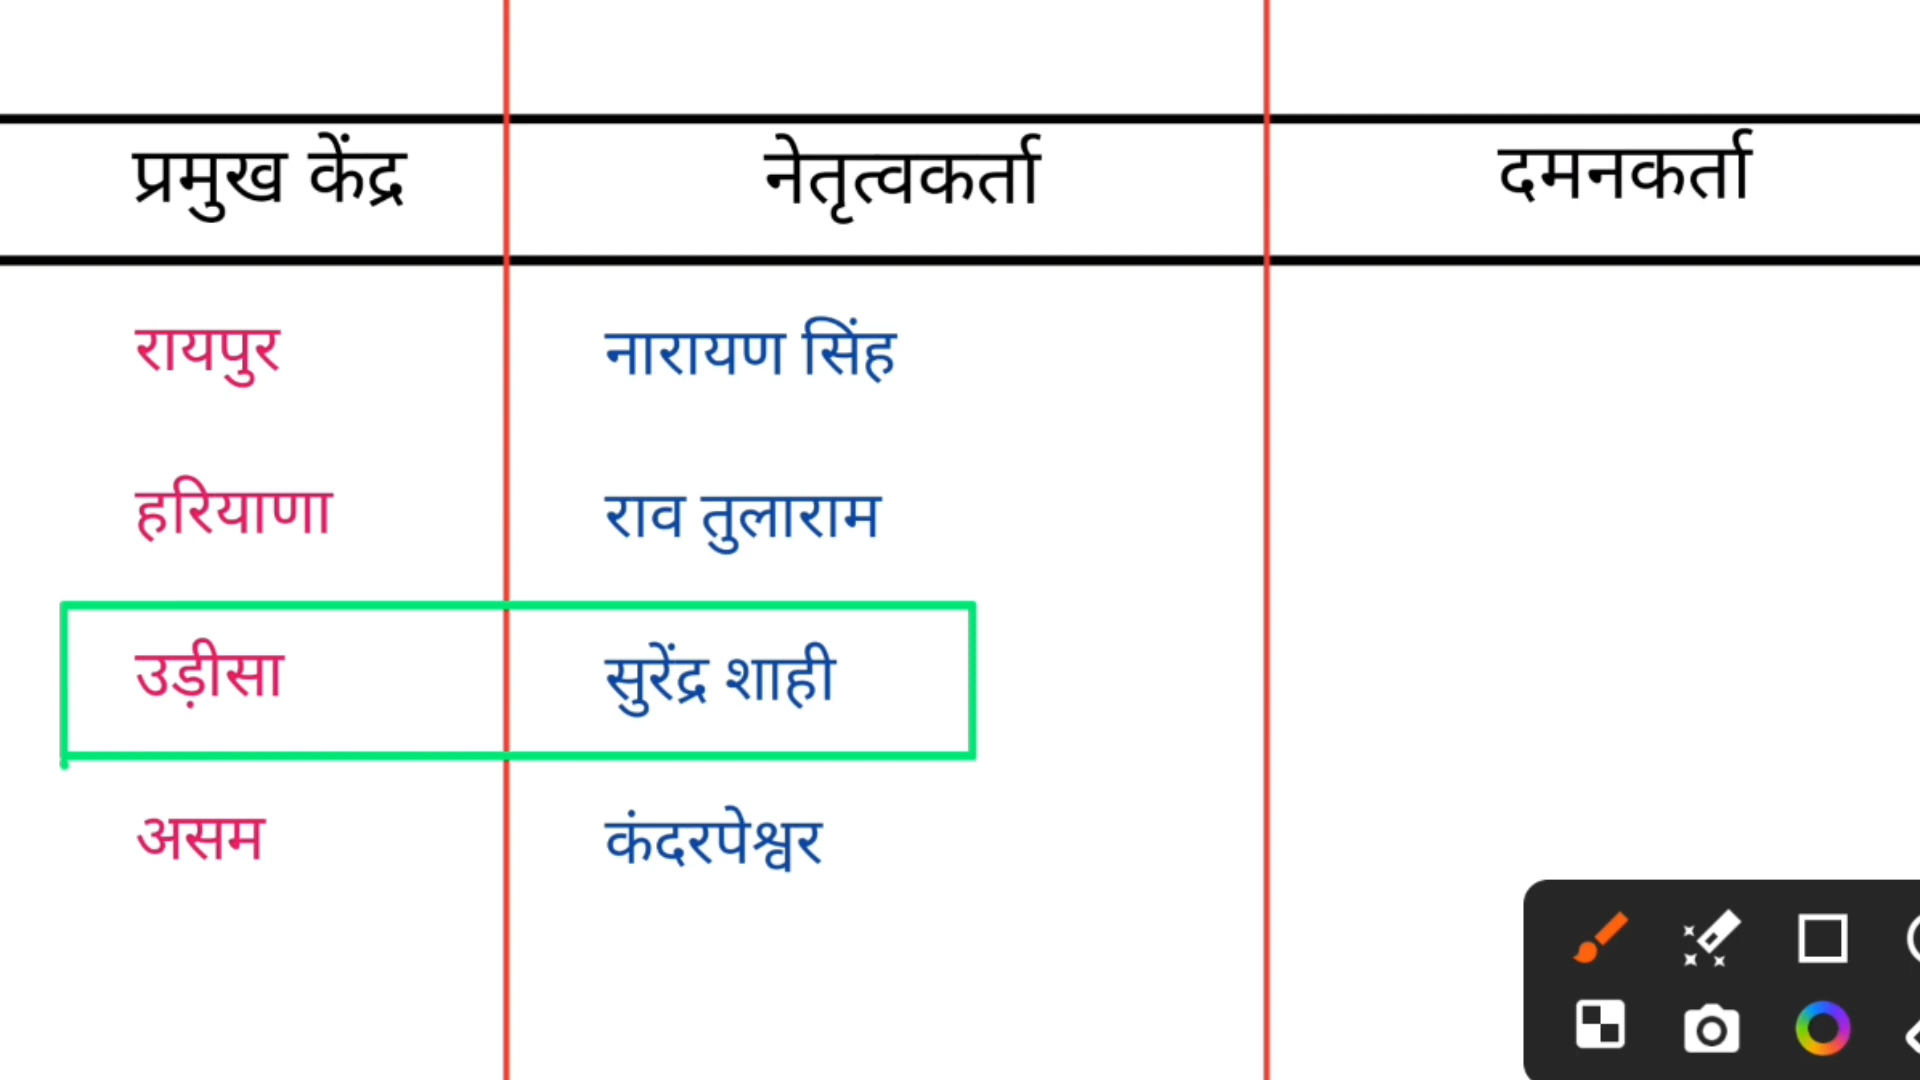 प्रमुख केंद्र नेतृत्वकर्ता दमनकर्ता
रायपुर नारायण सिंह
हरियाणा राव तुलाराम
उड़ीसा सुरेंद्र शाही
असम कंदरपेश्वर